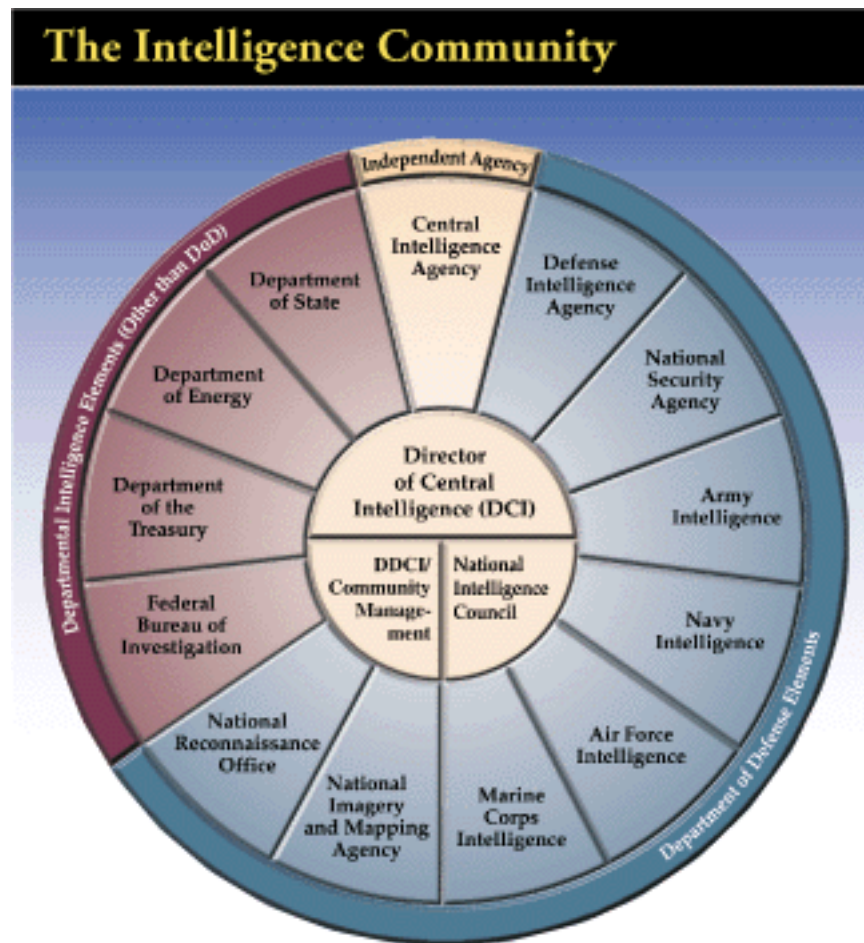 The Intelligence Community
Independent Agency
Central
Intelligence
Agency
Defense
Intelligence
Agency
National
Security
Agency
Army
Intelligence
Navy
Intelligence
Air Force
Intelligence
Marine
Corps
Intelligence
National
Imagery
and Mapping
Agency
National
Reconnaissance
Office
Federal
Bureau of
Investigation
Department
of the
Treasury
Department
of Energy
Department
of State
Departmental Intelligence Elements (Other than DoD)
Department of Defense Elements
Director
of Central
Intelligence (DCI)
DDCI/
Community
Manage-
ment
National
Intelligence
Council